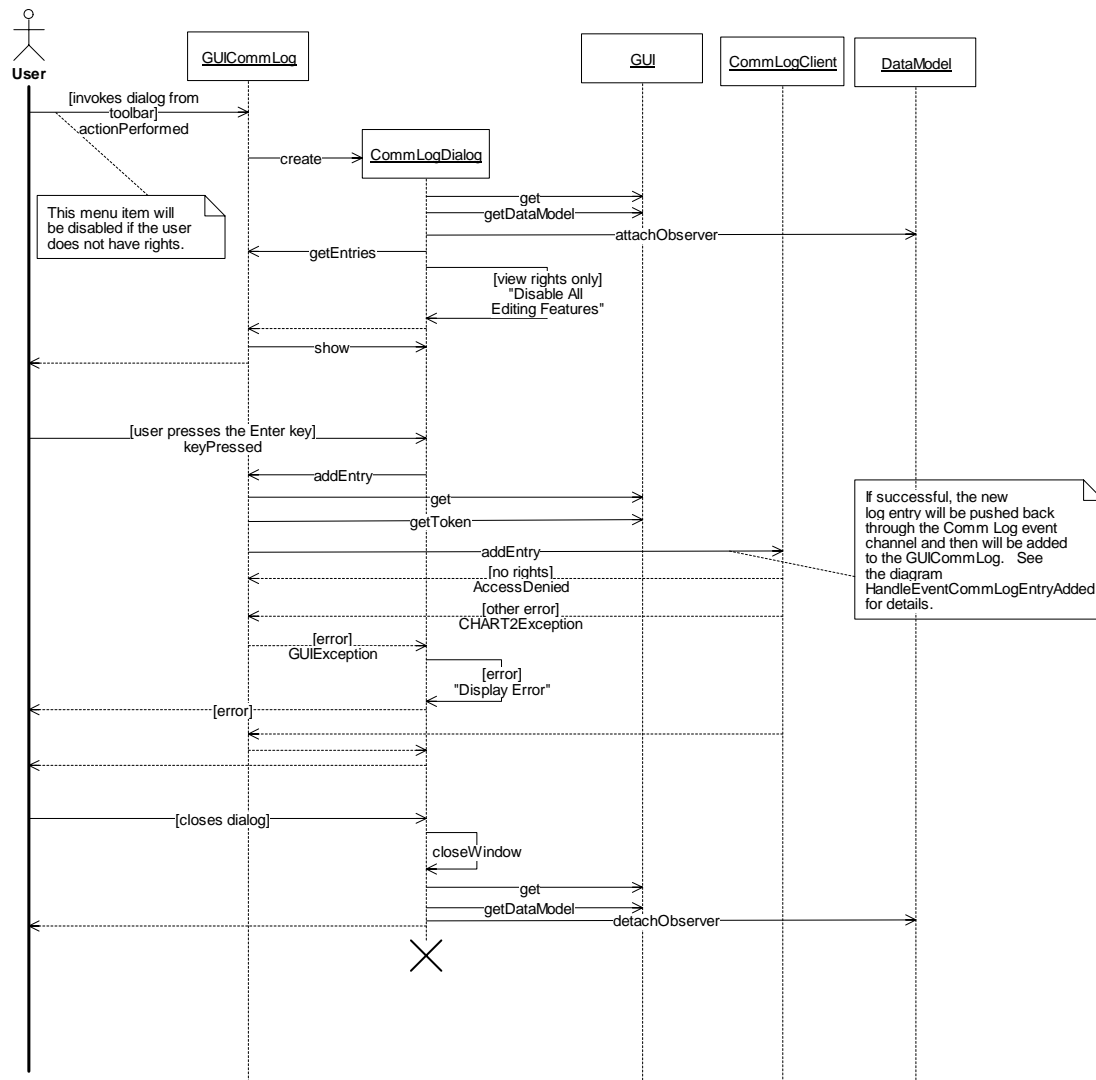 User
GUICommLog
GUI
CommLogClient
DataModel
[invokes dialog from
toolbar]
actionPerformed
create
CommLogDialog
This menu item will
be disabled if the user
does not have rights.
get
getDataModel
attachObserver
getEntries
[view rights only]
"Disable All
Editing Features"
show
[user presses the Enter key]
keyPressed
addEntry
get
getToken
addEntry
If successful, the new
log entry will be pushed back
through the Comm Log event
channel and then will be added
to the GUICommLog. See
the diagram
HandleEventCommLogEntryAdded
for details.
[no rights]
AccessDenied
[other error]
CHART2Exception
[error]
GUIException
[error]
"Display Error"
[error]
[closes dialog]
closeWindow
get
getDataModel
detachObserver